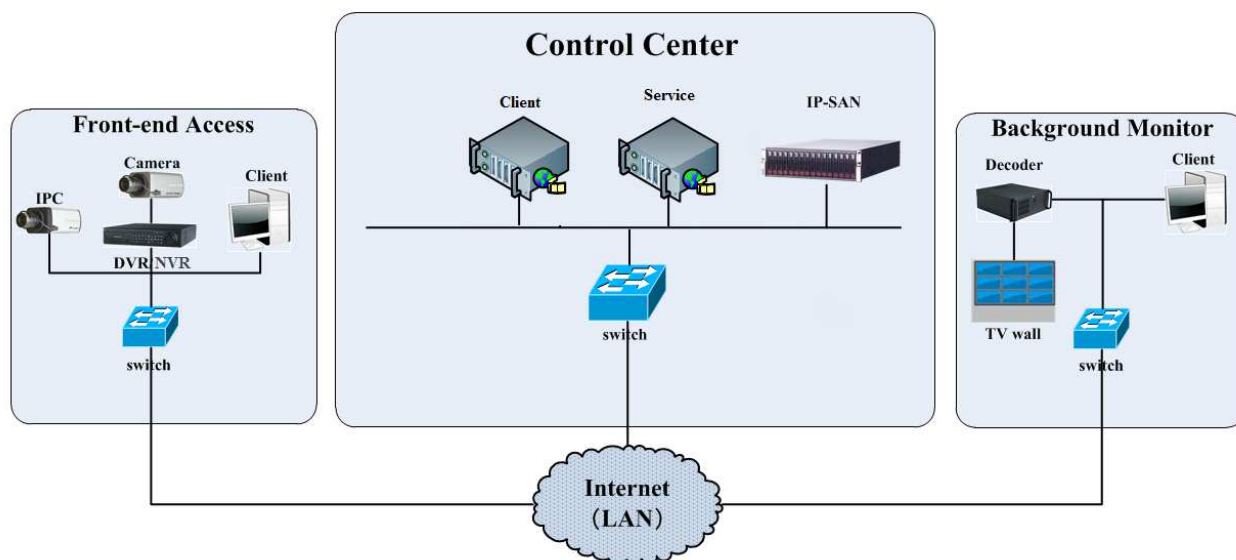 Control Center
Client
Service
IP-SAN
Front-end Access
Camera
Client
IPC
DVR/NVR
switch
switch
Background Monitor
Decoder
Client
TV wall
switch
Internet
（LAN）